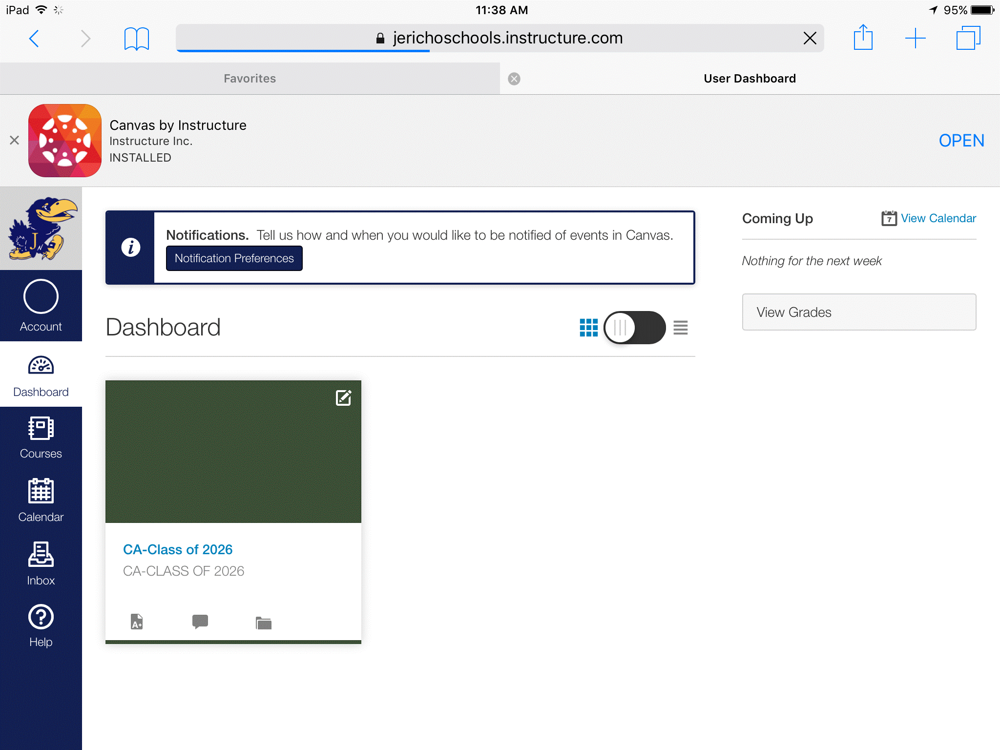 iPad 11:38 AM 95%
jerichoschools.instructure.com
Favorites User Dashboard
Canvas by Instructure
Instructure Inc.
INSTALLED
OPEN
J
N
Account
Dashboard
Courses
Calendar
Inbox
Help
i
Notifications. Tell us how and when you would like to be notified of events in Canvas.
Notification Preferences
Dashboard
CA-Class of 2026
CA-CLASS OF 2026
A+
Coming Up 7 View Calendar
Nothing for the next week
View Grades